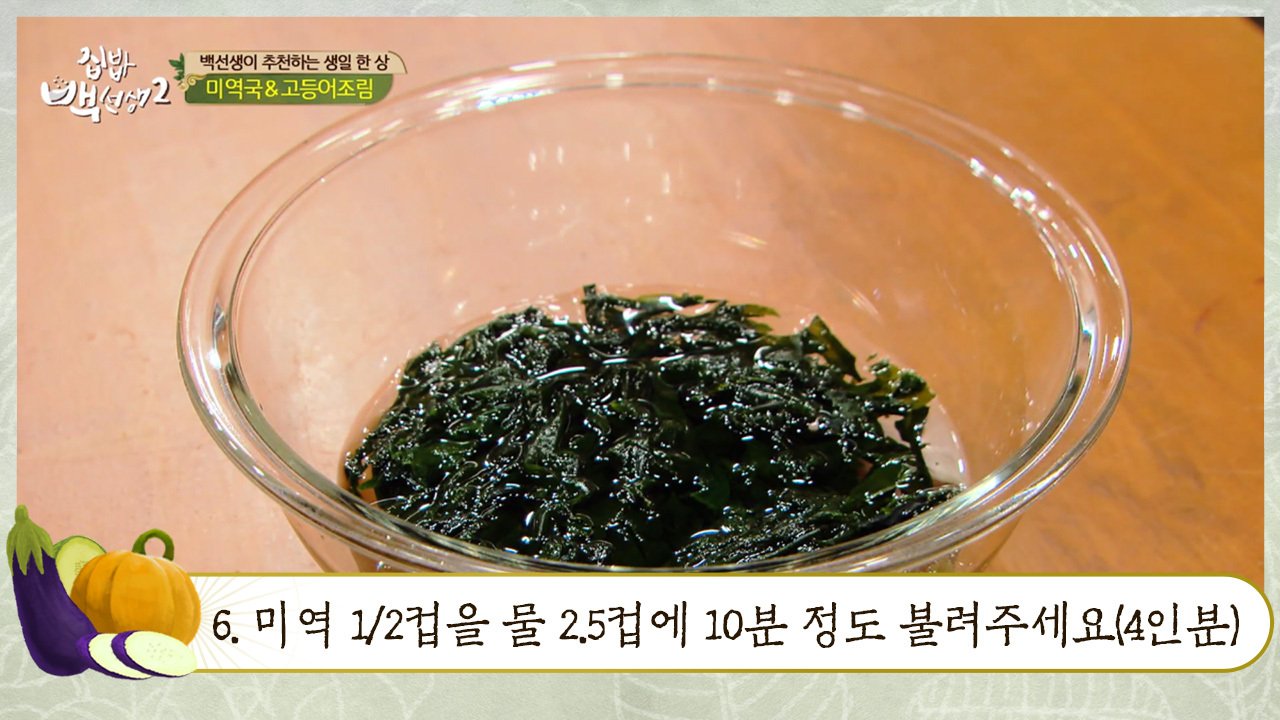 집밥
백선생2
백선생이 추천하는 생일 한 상
미역국&고등어조림
6. 미역 1/2컵을 물 2.5컵에 10분 정도 불려주세요(4인분)